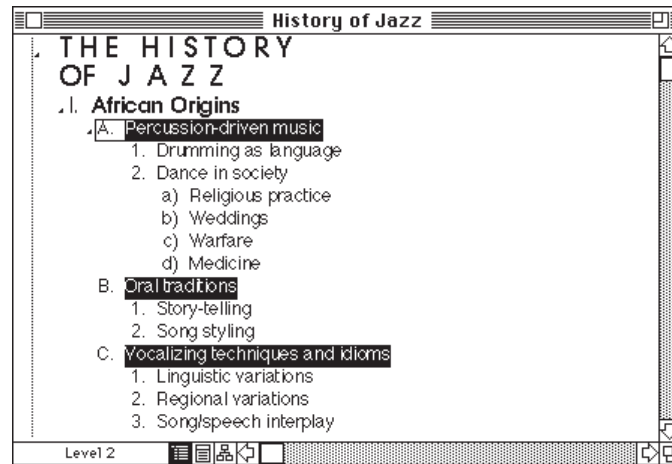 History of Jazz
THE HISTORY
OF JAZZ
I. African Origins
A. Percussion-driven music
1. Drumming as language
2. Dance in society
a) Religious practice
b) Weddings
c) Warfare
d) Medicine
B. Oral traditions
1. Story-telling
2. Song styling
C. Vocalizing techniques and idioms
1. Linguistic variations
2. Regional variations
3. Song/speech interplay
Level 2